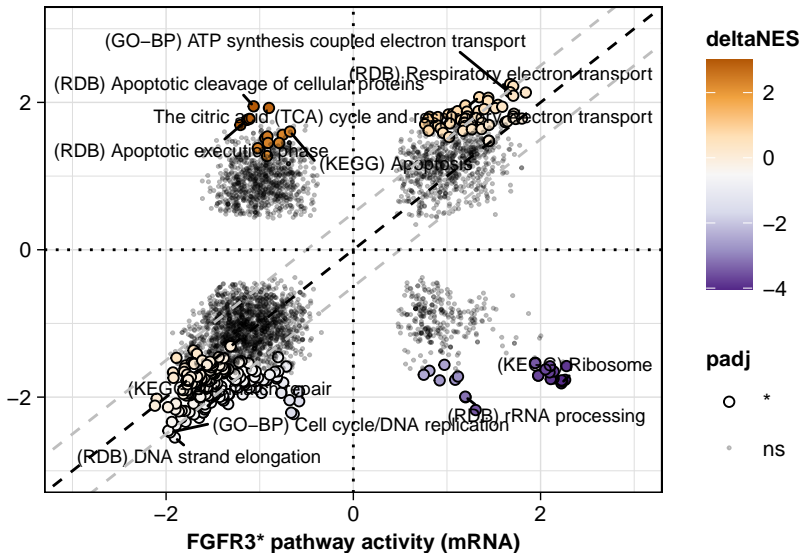 (GO−BP) ATP synthesis coupled electron transport
(RDB) Respiratory electron transport
(RDB) Apoptotic cleavage of cellular proteins
The citric acid (TCA) cycle and respiratory electron transport
(RDB) Apoptotic execution phase
(KEGG) Apoptosis
(KEGG) Ribosome
(KEGG) Mismatch repair
(RDB) rRNA processing
(GO−BP) Cell cycle/DNA replication
(RDB) DNA strand elongation
2
0
−2
−2
0
2
FGFR3* pathway activity (mRNA)
deltaNES
2
0
−2
−4
padj
*
ns